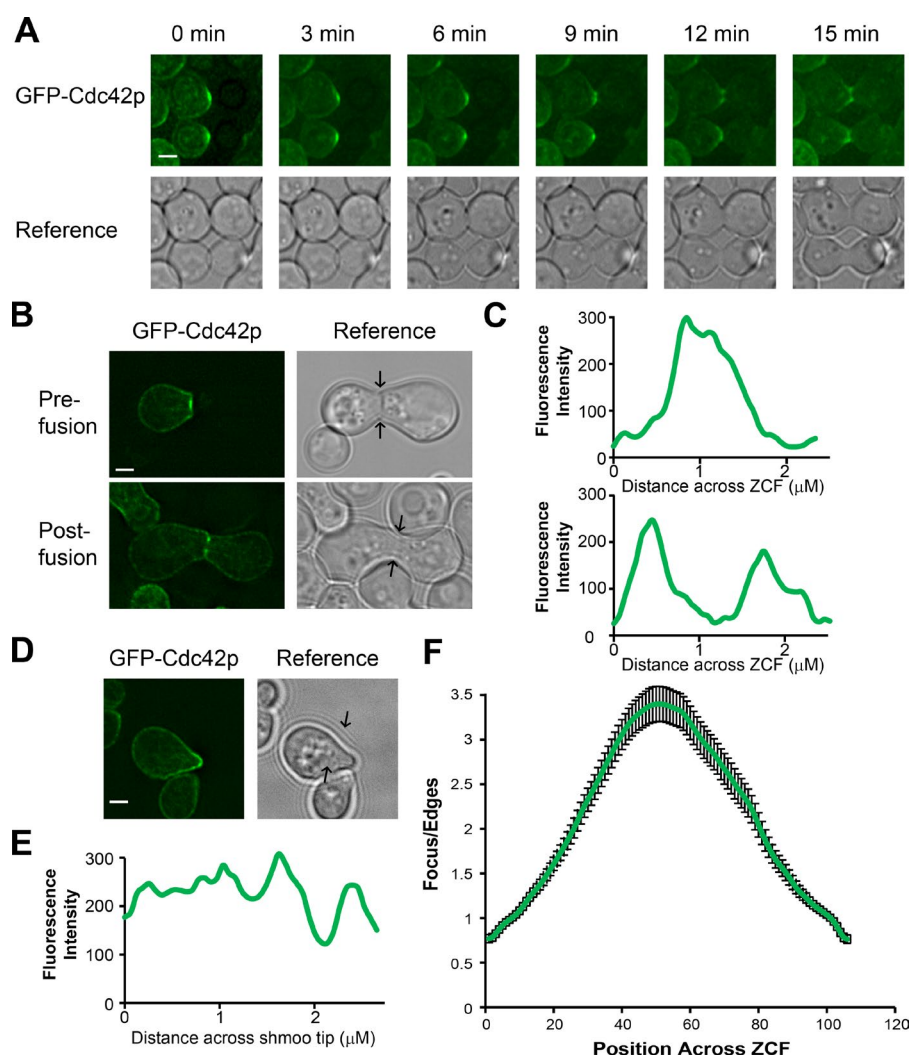 A
0 min 3 min 6 min 9 min 12 min 15 min
GFP-Cdc42p
Reference
B
GFP-Cdc42p Reference
Pre-
fusion
Post-
fusion
C
Fluorescence
Intensity
300
200
100
0
0 1 2
Distance across ZCF (μM)
Fluorescence
Intensity
300
200
100
0
0 1 2
Distance across ZCF (μM)
D
GFP-Cdc42p Reference
E
Fluorescence
Intensity
300
200
100
0
0 1 2
Distance across shmoo tip (μM)
F
Focus/Edges
3.5
3
2.5
2
1.5
1
0.5
0
0 20 40 60 80 100 120
Position Across ZCF